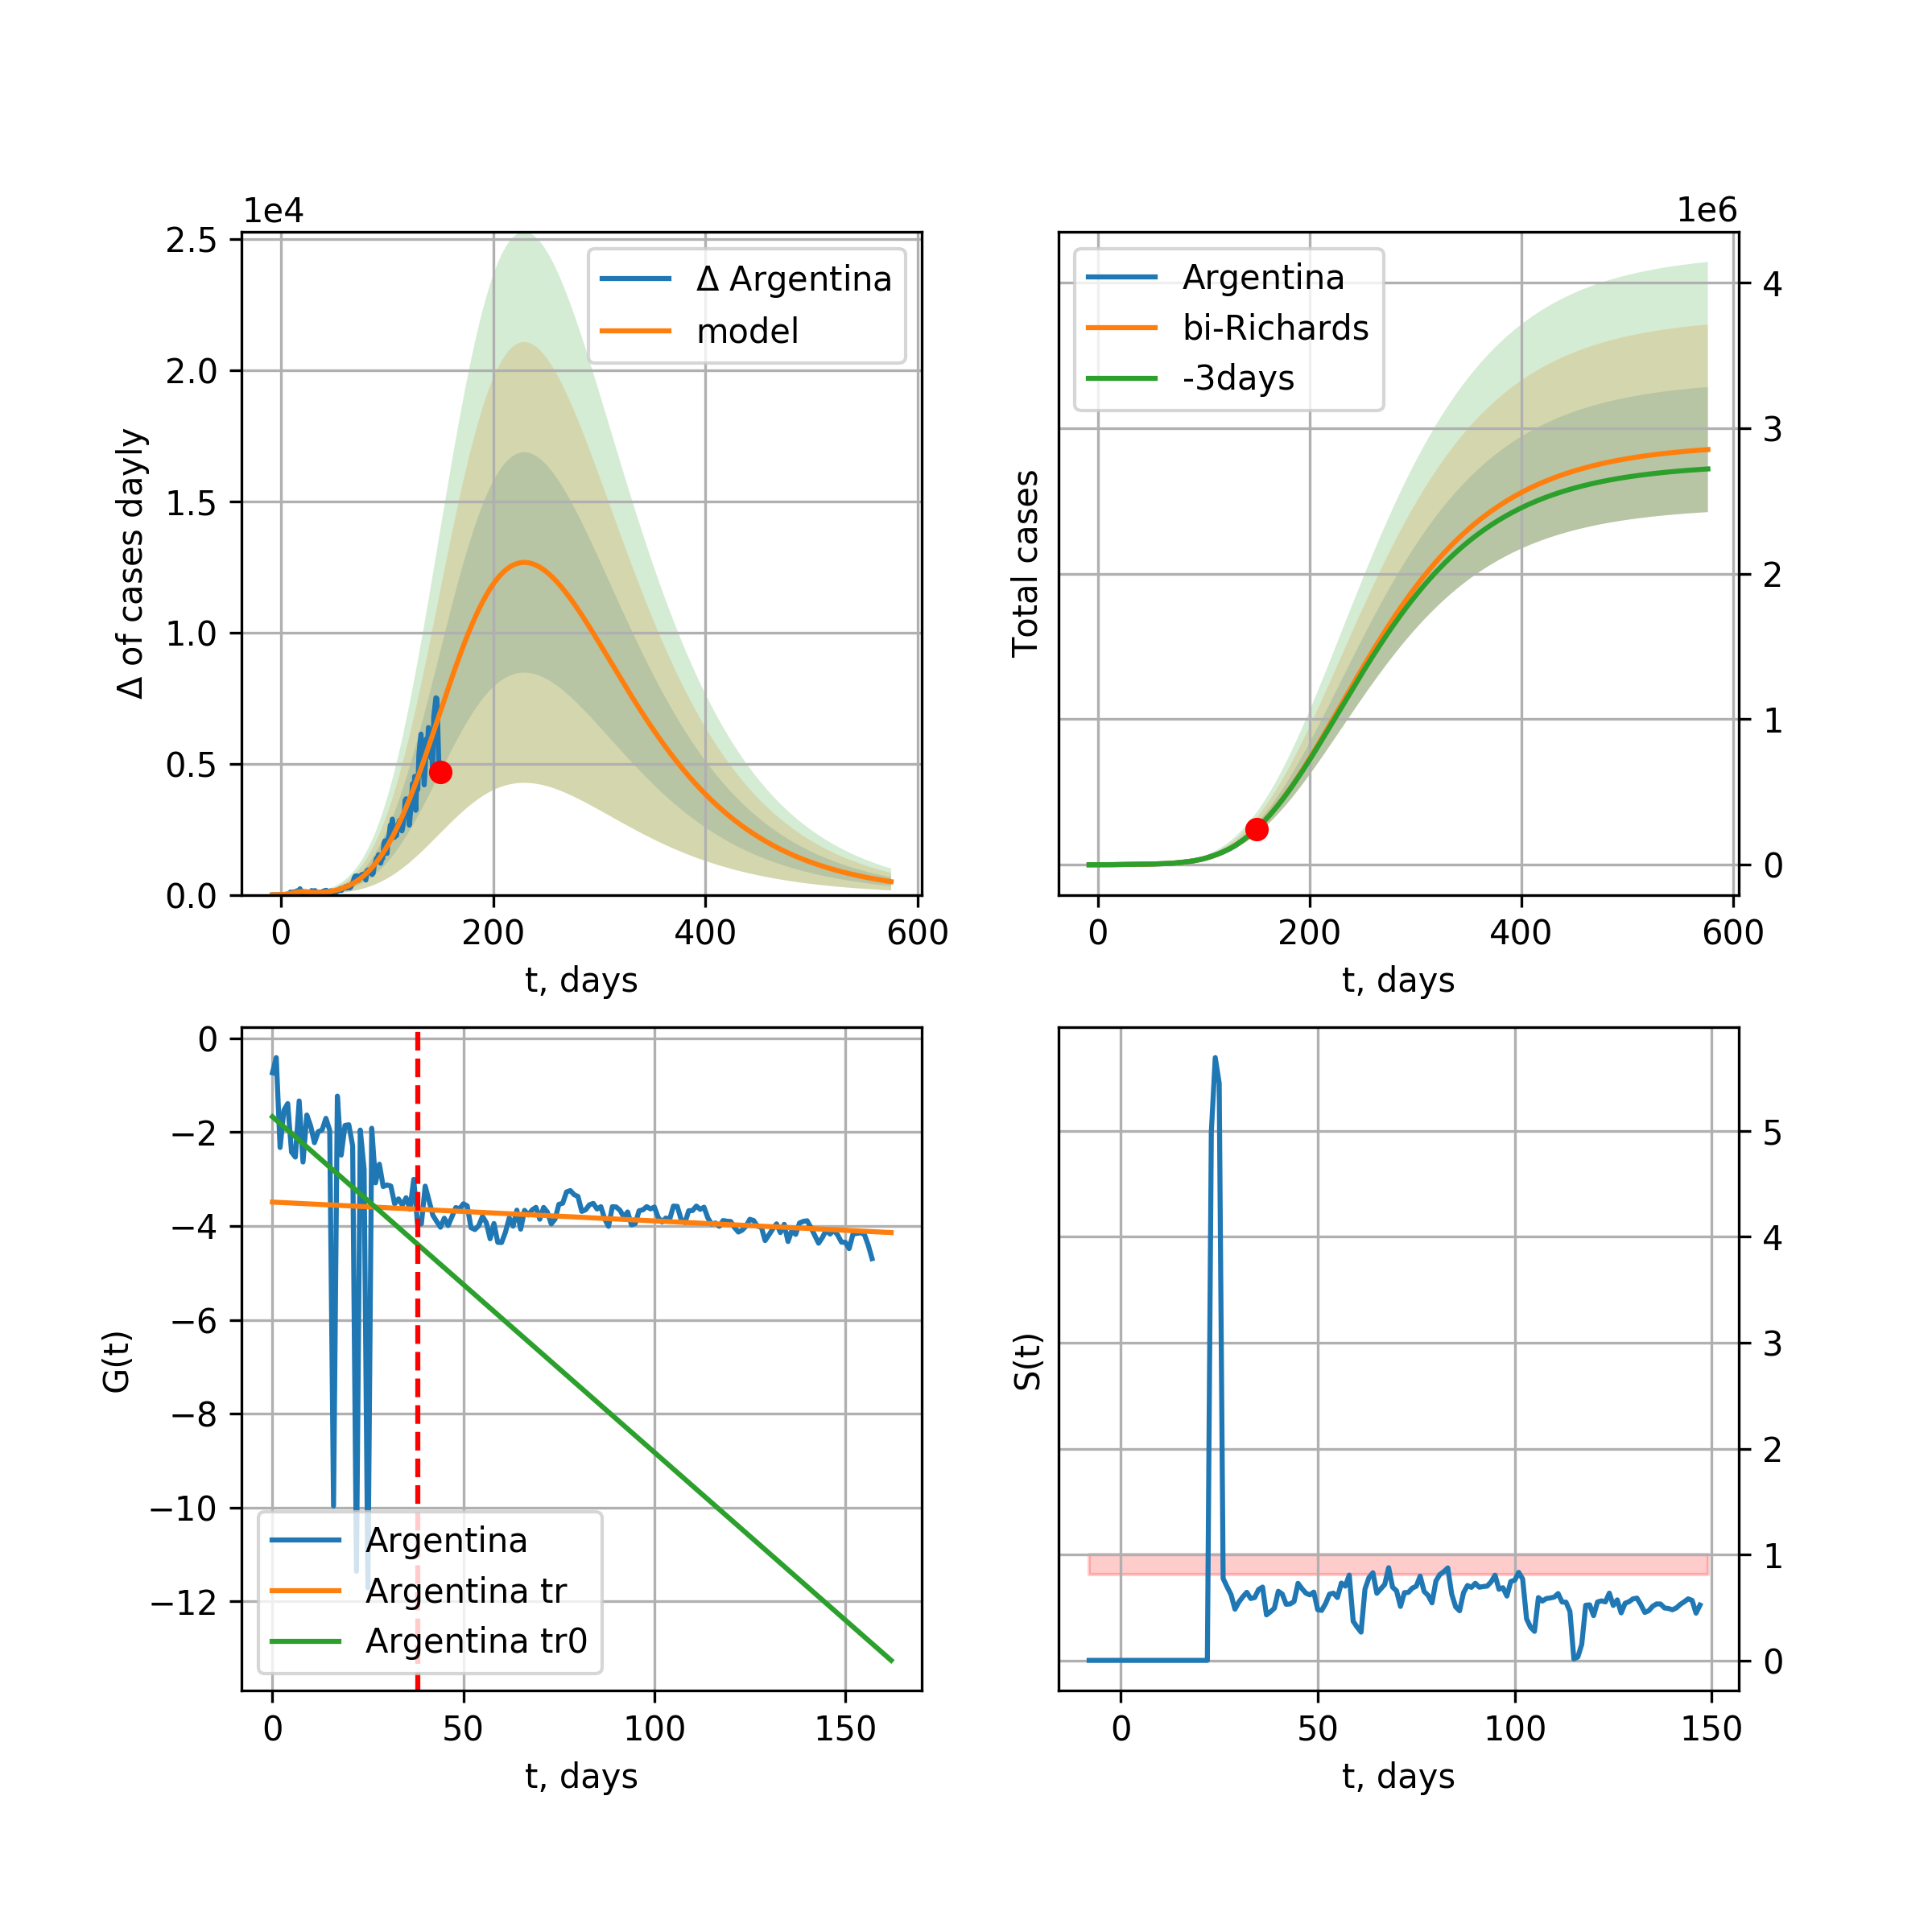 1e4
2.5
2.0
1.5
1.0
0.5
0.0
Δ of cases dayly
Δ Argentina
model
0 200 400 600
t, days
1e6
Argentina
bi-Richards
-3days
4
3
2
1
0
Total cases
0 200 400 600
t, days
0
−2
−4
−6
−8
−10
−12
G(t)
Argentina
Argentina tr
Argentina tr0
0 50 100 150
t, days
5
4
3
2
1
0
S(t)
0 50 100 150
t, days